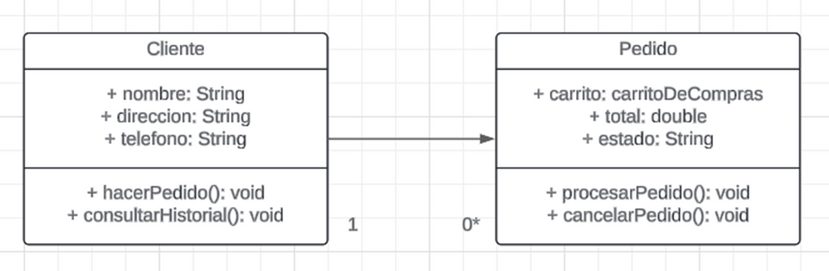 Cliente
+ nombre: String
+ direccion: String
+ telefono: String
+ hacerPedido(): void
+ consultarHistorial(): void
1
0*
Pedido
+ carrito: carritoDeCompras
+ total: double
+ estado: String
+ procesarPedido(): void
+ cancelarPedido(): void